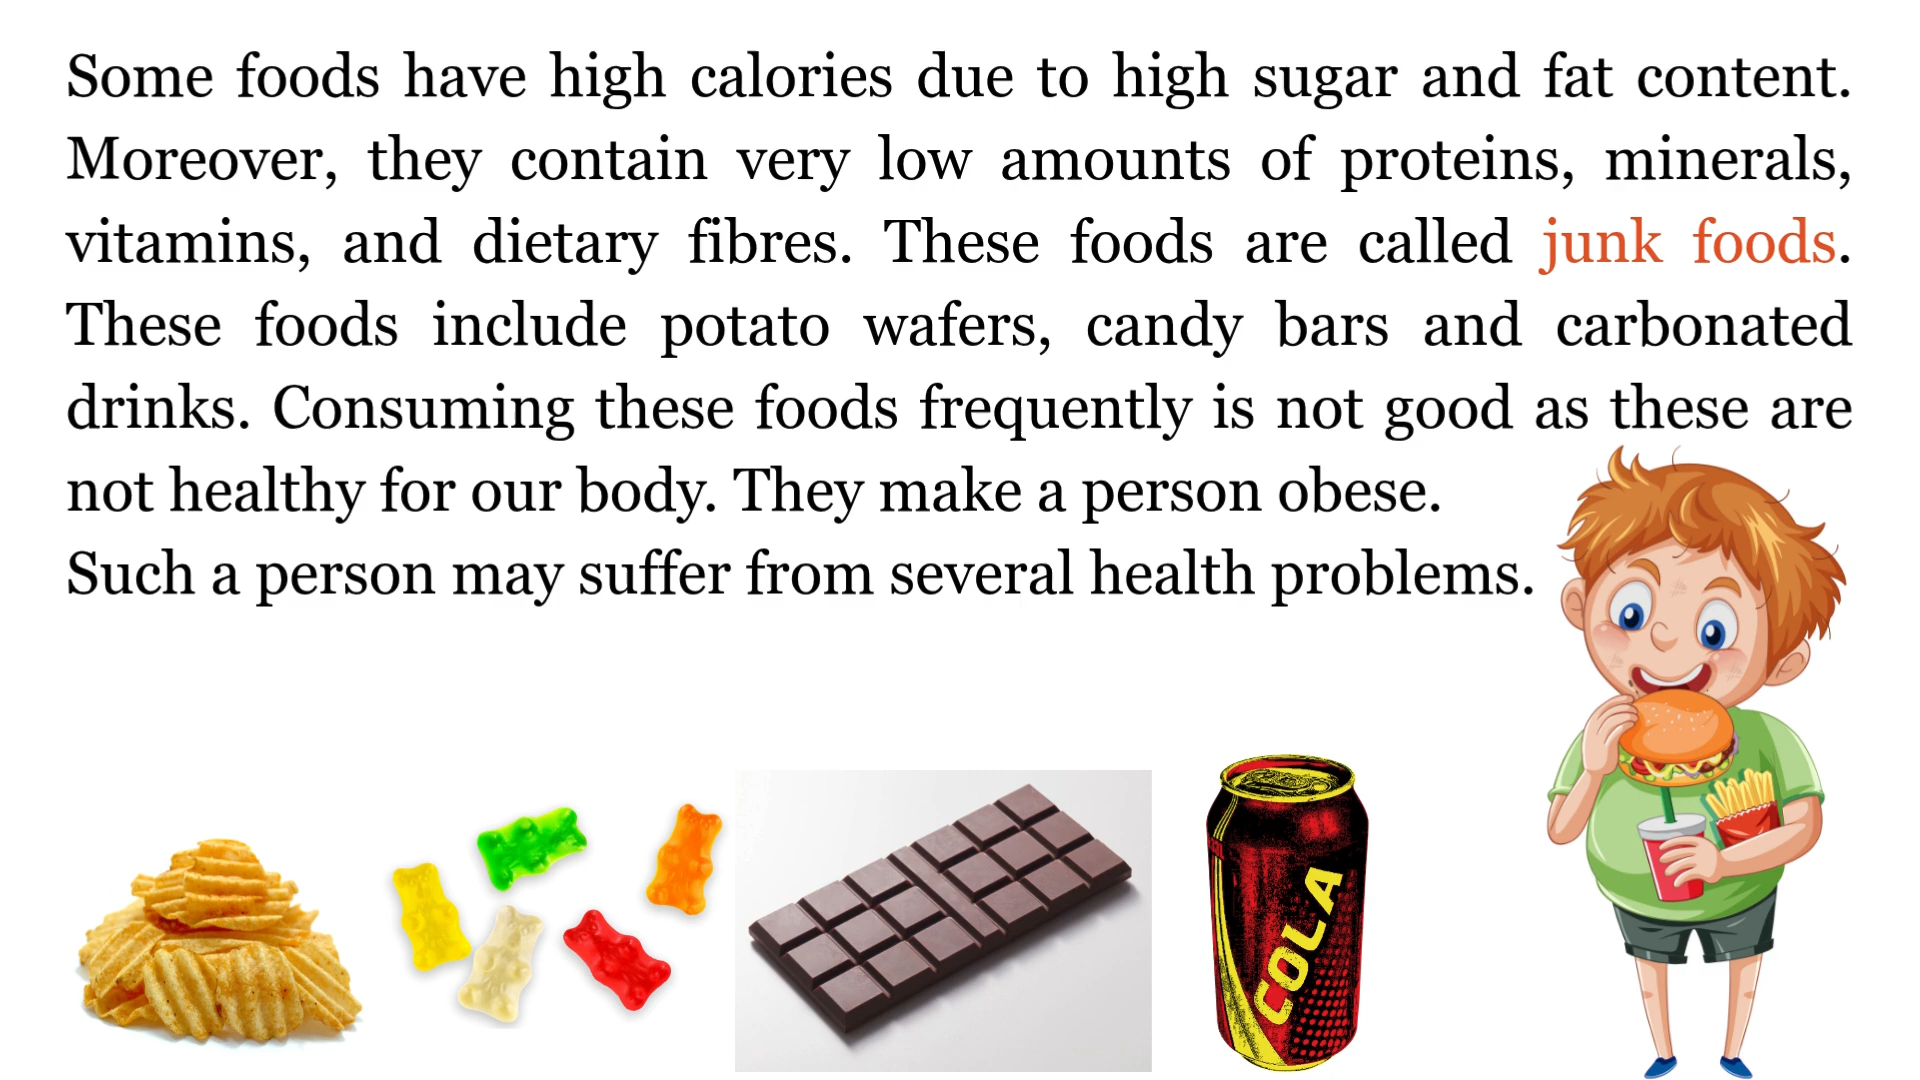 Some foods have high calories due to high sugar and fat content.
Moreover, they contain very low amounts of proteins, minerals,
vitamins, and dietary fibres. These foods are called junk foods.
These foods include potato wafers, candy bars and carbonated
drinks. Consuming these foods frequently is not good as these are
not healthy for our body. They make a person obese.
Such a person may suffer from several health problems.
COLA